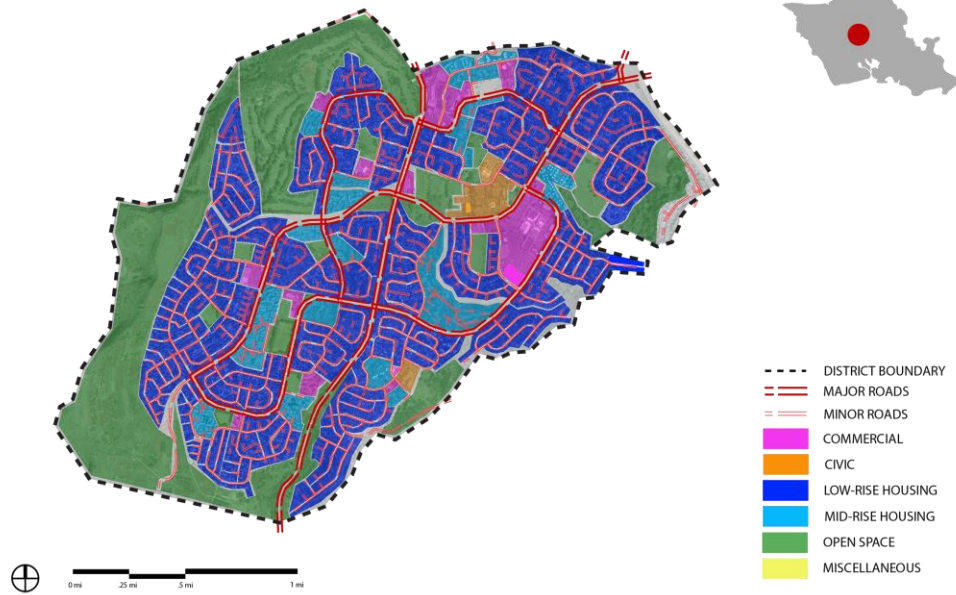 DISTRICT BOUNDARY
MAJOR ROADS
MINOR ROADS
COMMERCIAL
CIVIC
LOW-RISE HOUSING
MID-RISE HOUSING
OPEN SPACE
MISCELLANEOUS
0 mi .25 mi .5 mi 1 mi